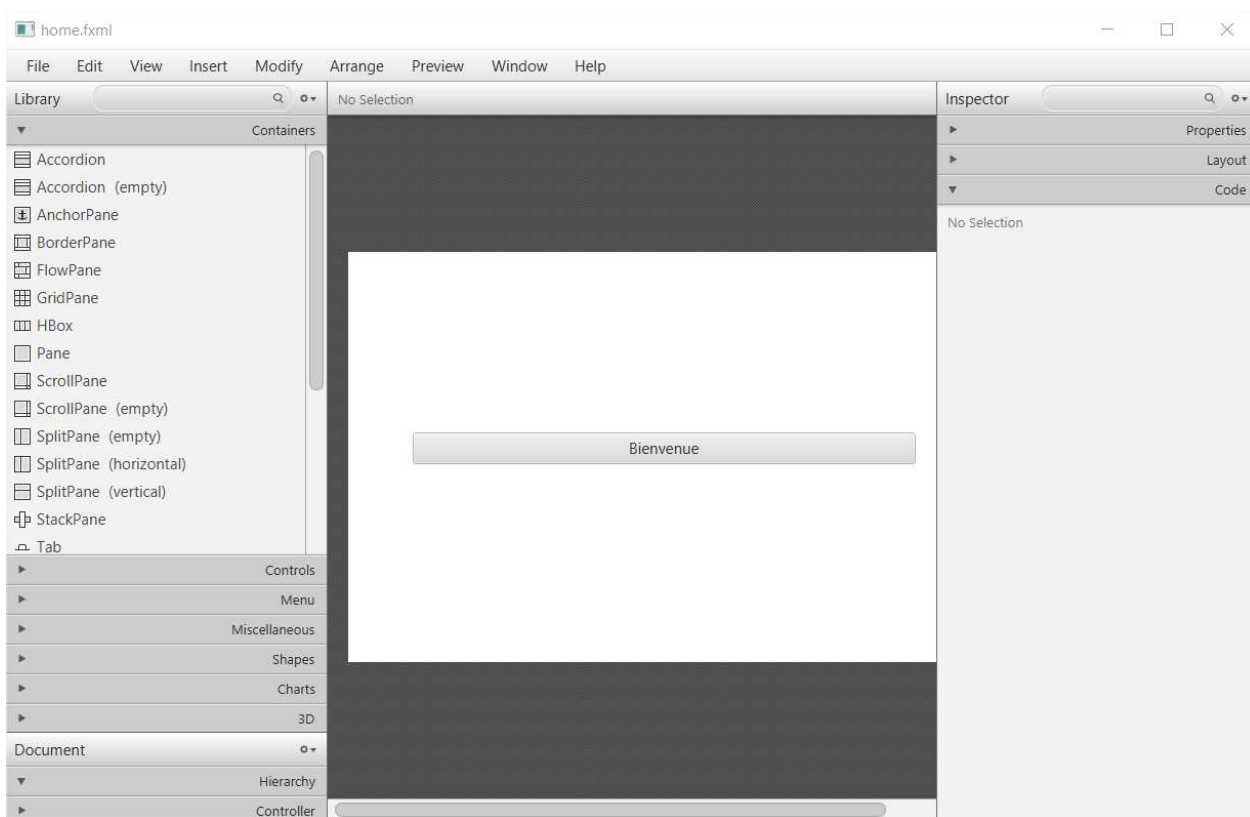 home.fxml
File Edit View Insert Modify Arrange Preview Window Help
Library
Containers
Accordion
Accordion (empty)
AnchorPane
BorderPane
FlowPane
GridPane
HBox
Pane
ScrollPane
ScrollPane (empty)
SplitPane (empty)
SplitPane (horizontal)
SplitPane (vertical)
StackPane
Tab
Controls
Menu
Miscellaneous
Shapes
Charts
3D
Document
Hierarchy
Controller
No Selection
Bienvenue
Inspector
Properties
Layout
Code
No Selection